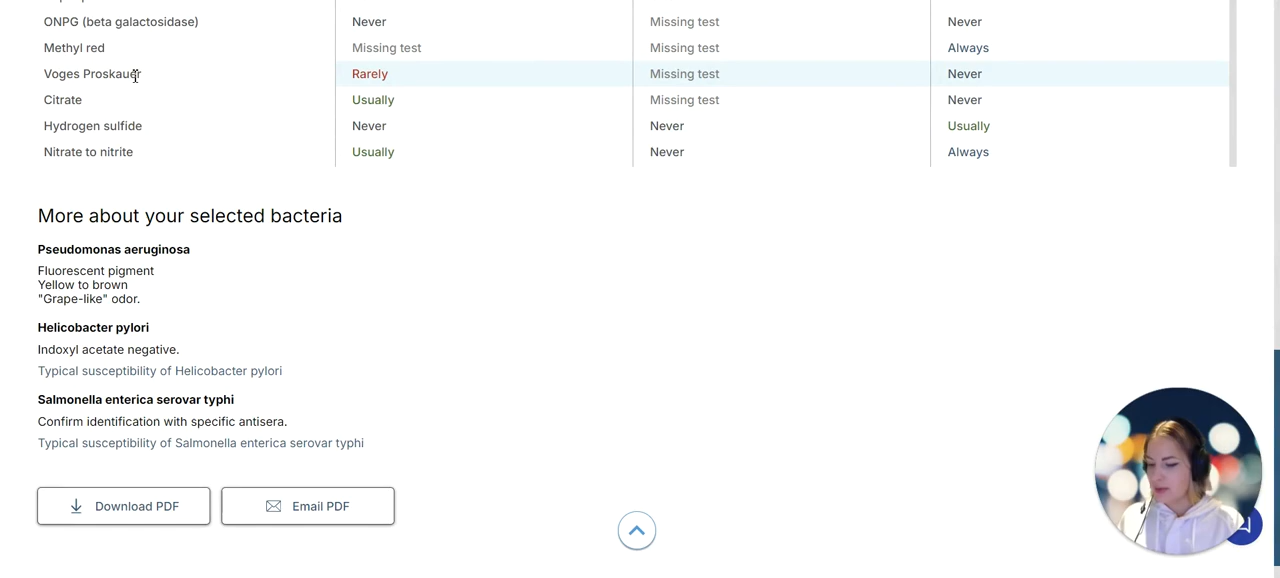 ONPG (beta galactosidase) Never Missing test Never
Methyl red Missing test Missing test Always
Voges Proskauer Rarely Missing test Never
Citrate Usually Missing test Never
Hydrogen sulfide Never Never Usually
Nitrate to nitrite Usually Never Always
More about your selected bacteria
Pseudomonas aeruginosa
Fluorescent pigment
Yellow to brown
"Grape-like" odor.
Helicobacter pylori
Indoxyl acetate negative.
Typical susceptibility of Helicobacter pylori
Salmonella enterica serovar typhi
Confirm identification with specific antisera.
Typical susceptibility of Salmonella enterica serovar typhi
Download PDF Email PDF